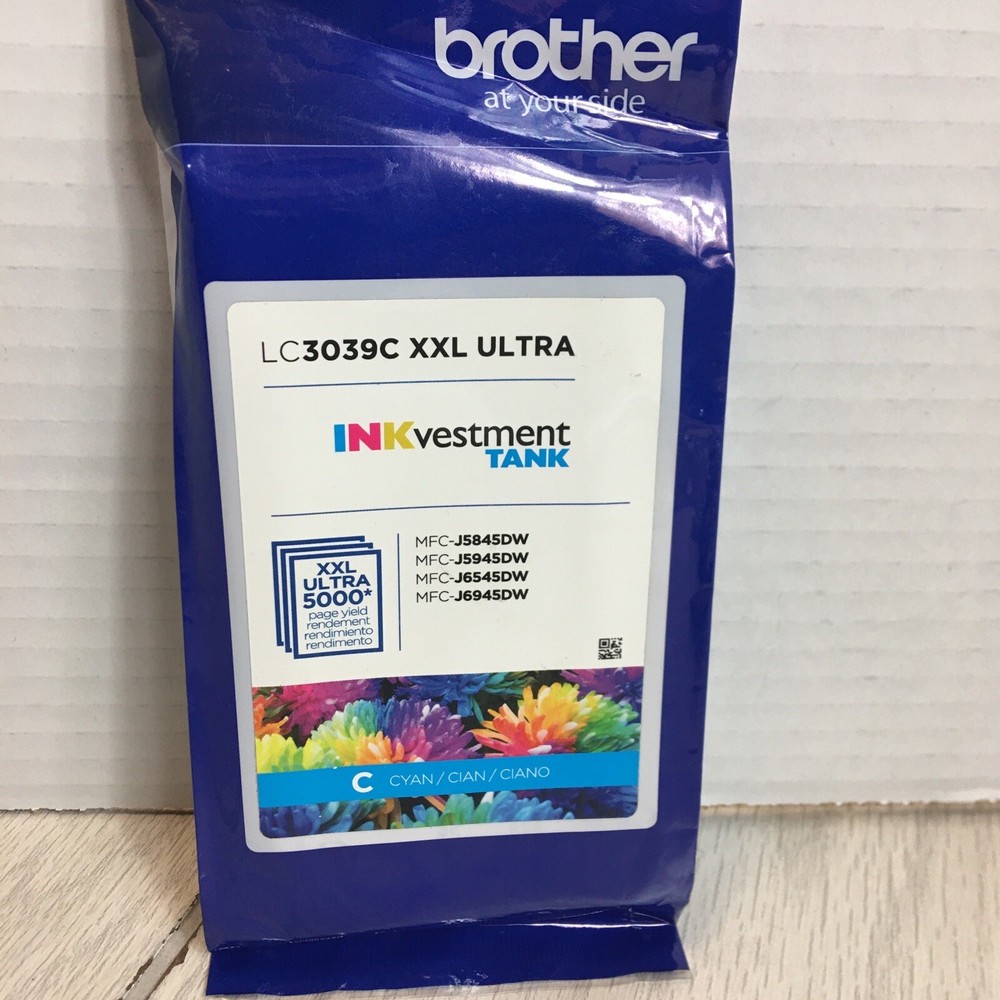 brother
at your side
LC3039C XXL ULTRA
INKvestment
TANK
XXL
ULTRA
5000*
page yield
rendement
rendimiento
rendimento
MFC-J5845DW
MFC-J5945DW
MFC-J6545DW
MFC-J6945DW
C CYAN / CIAN / CIANO